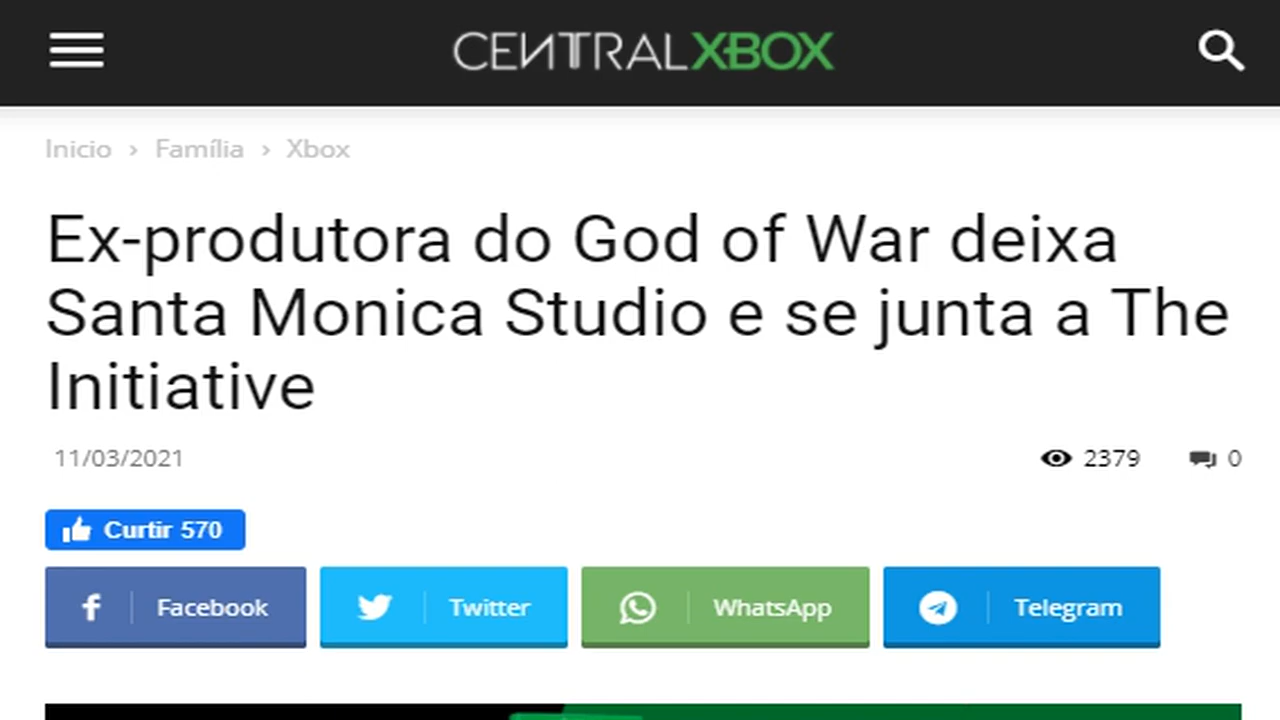 CENTRALXBOX
Inicio › Família › Xbox
Ex-produtora do God of War deixa
Santa Monica Studio e se junta a The
Initiative
11/03/2021 2379 0
Curtir 570
Facebook Twitter WhatsApp Telegram